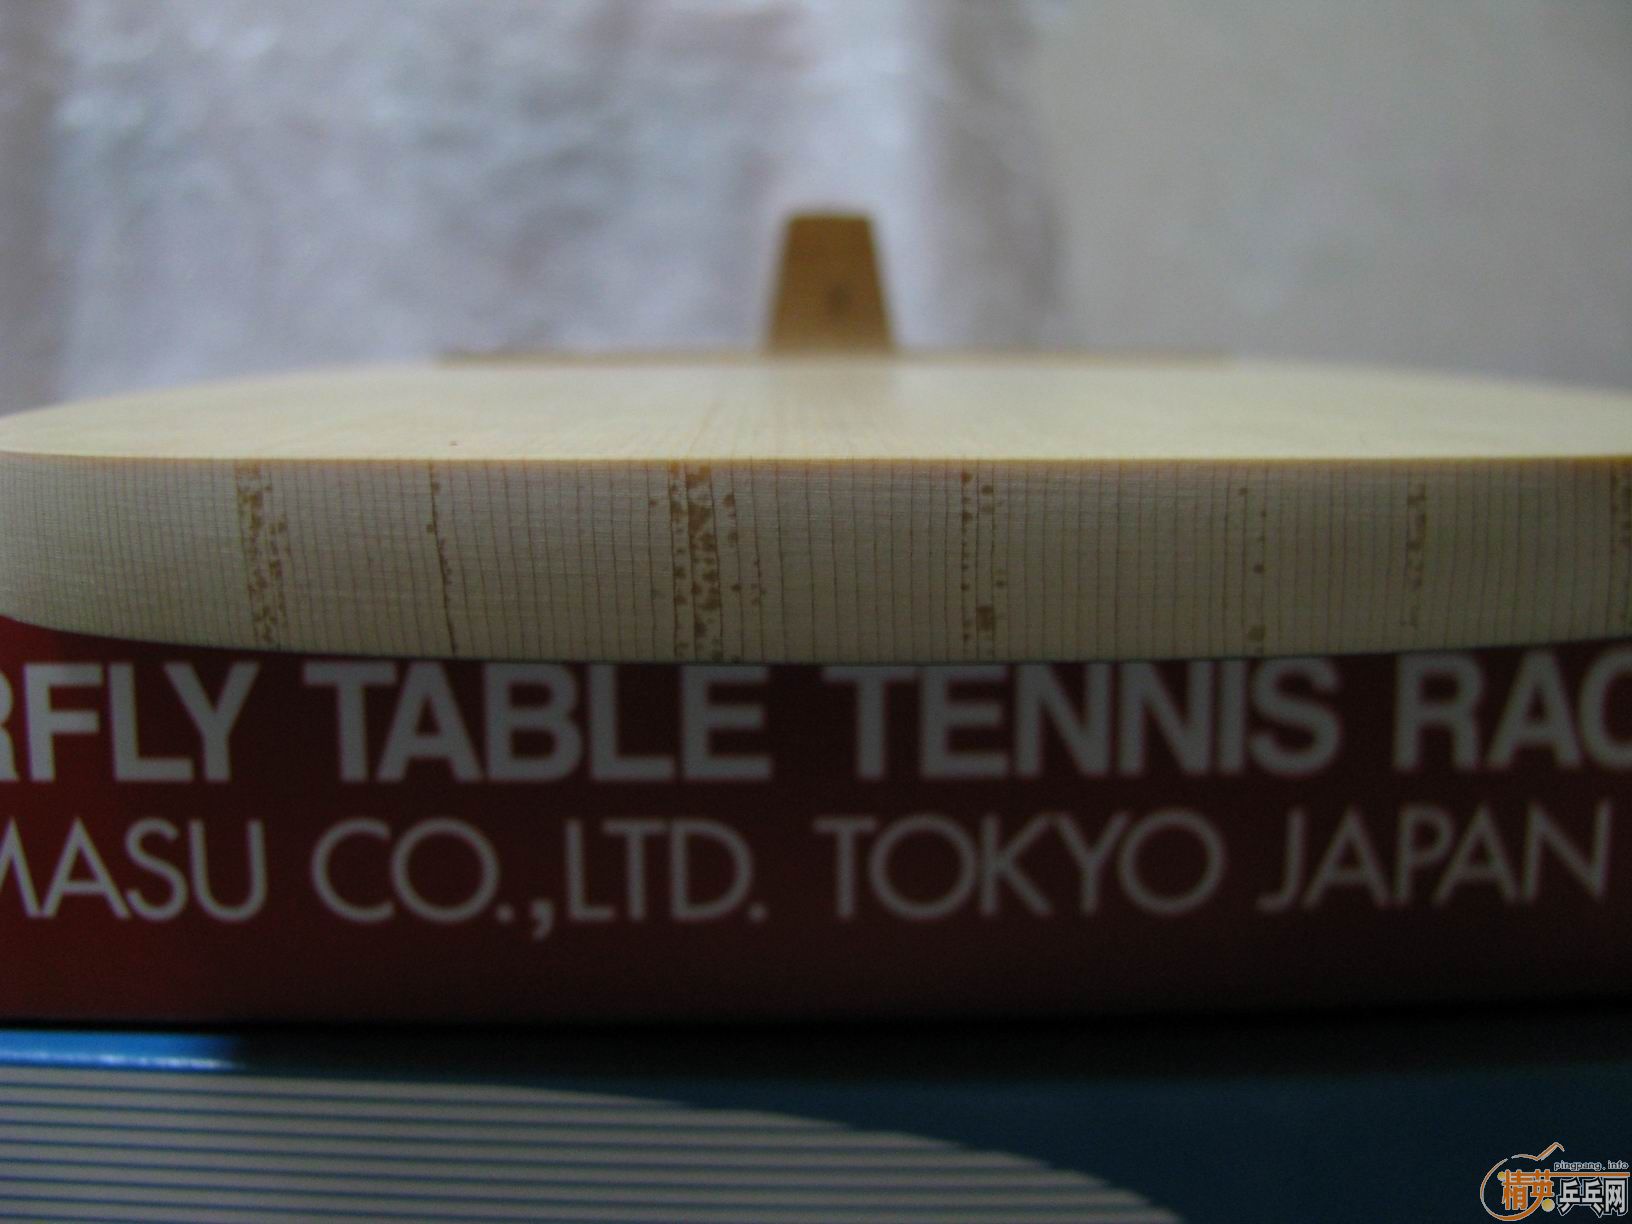 RFLY TABLE TENNIS RAC
MASU CO.,LTD. TOKYO JAPAN
pingpang.info
精英乒乓网